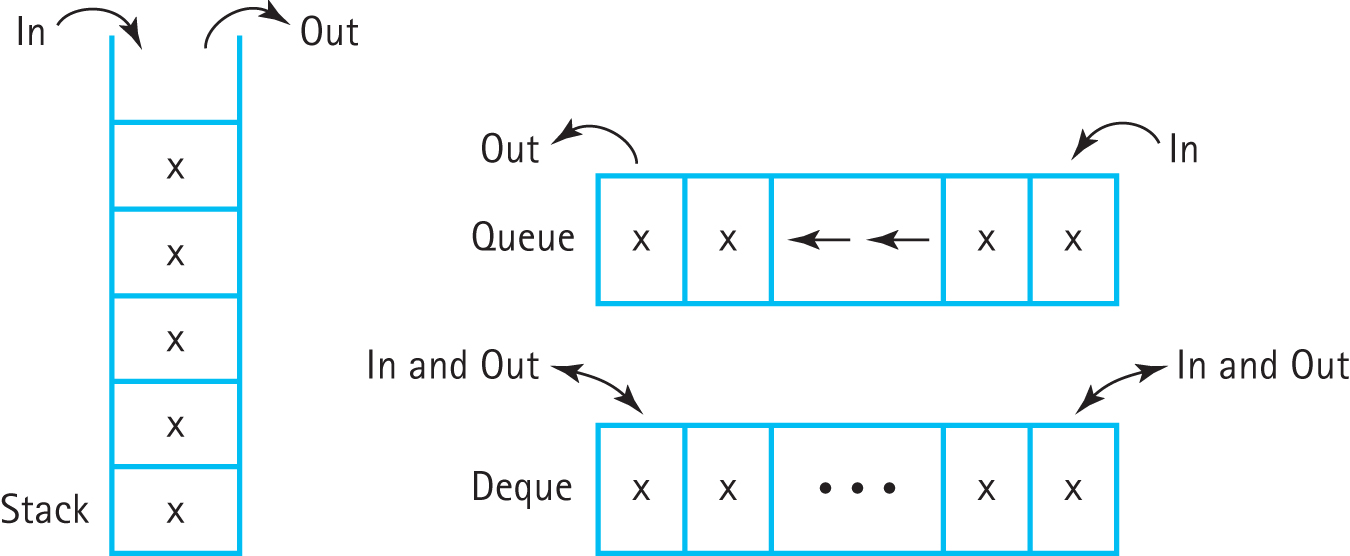 In
Out
x
x
x
x
Stack x
Out
In
Queue x x x x
In and Out
In and Out
Deque x x • • • x x